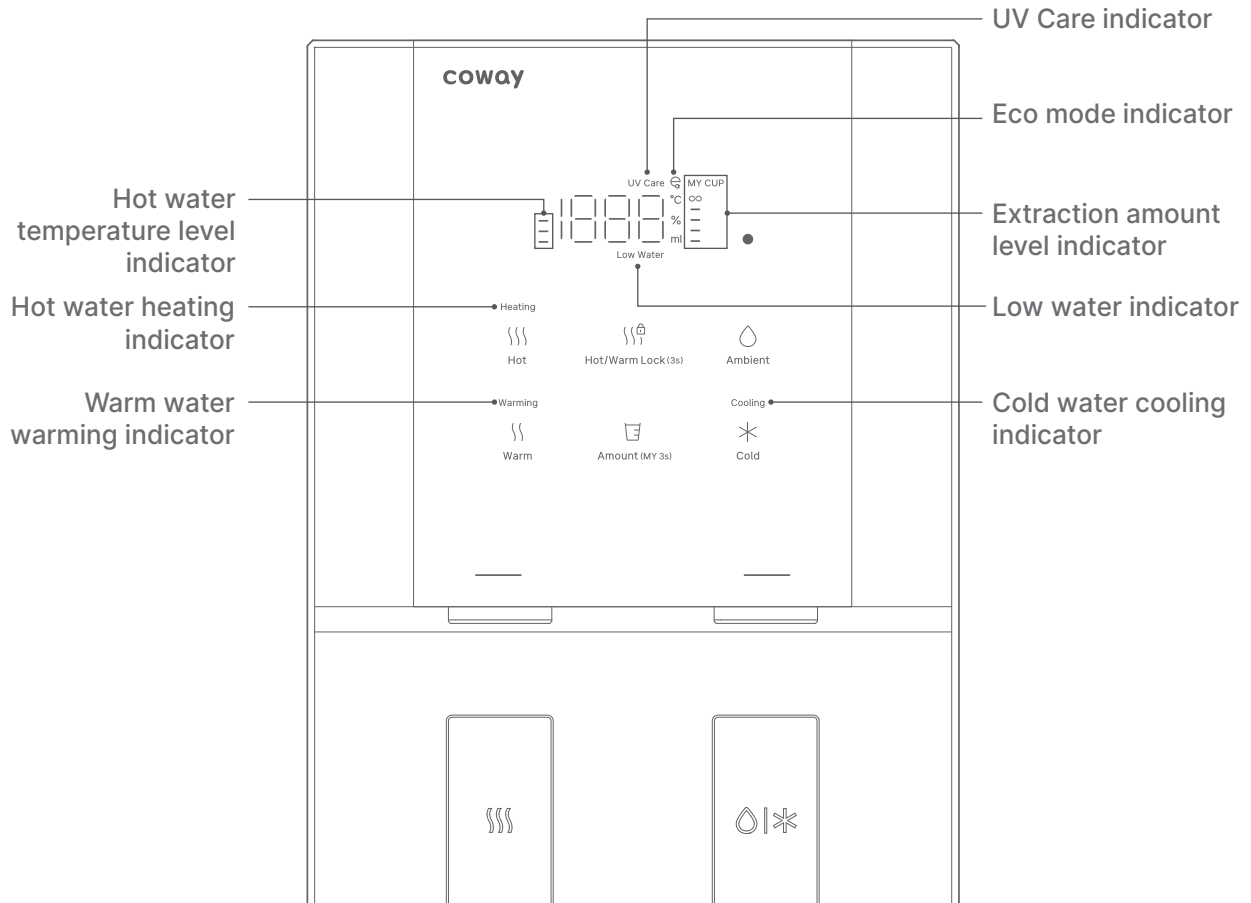 UV Care indicator
coway
Eco mode indicator
UV Care
MY CUP
Hot water
temperature level
indicator
°C
∞
%
ml
Extraction amount
level indicator
Low Water
Hot water heating
indicator
Heating
Low water indicator
Hot
Hot/Warm Lock (3s)
Ambient
Warm water
warming indicator
Warming
Cooling
Cold water cooling
indicator
Warm
Amount (MY 3s)
Cold